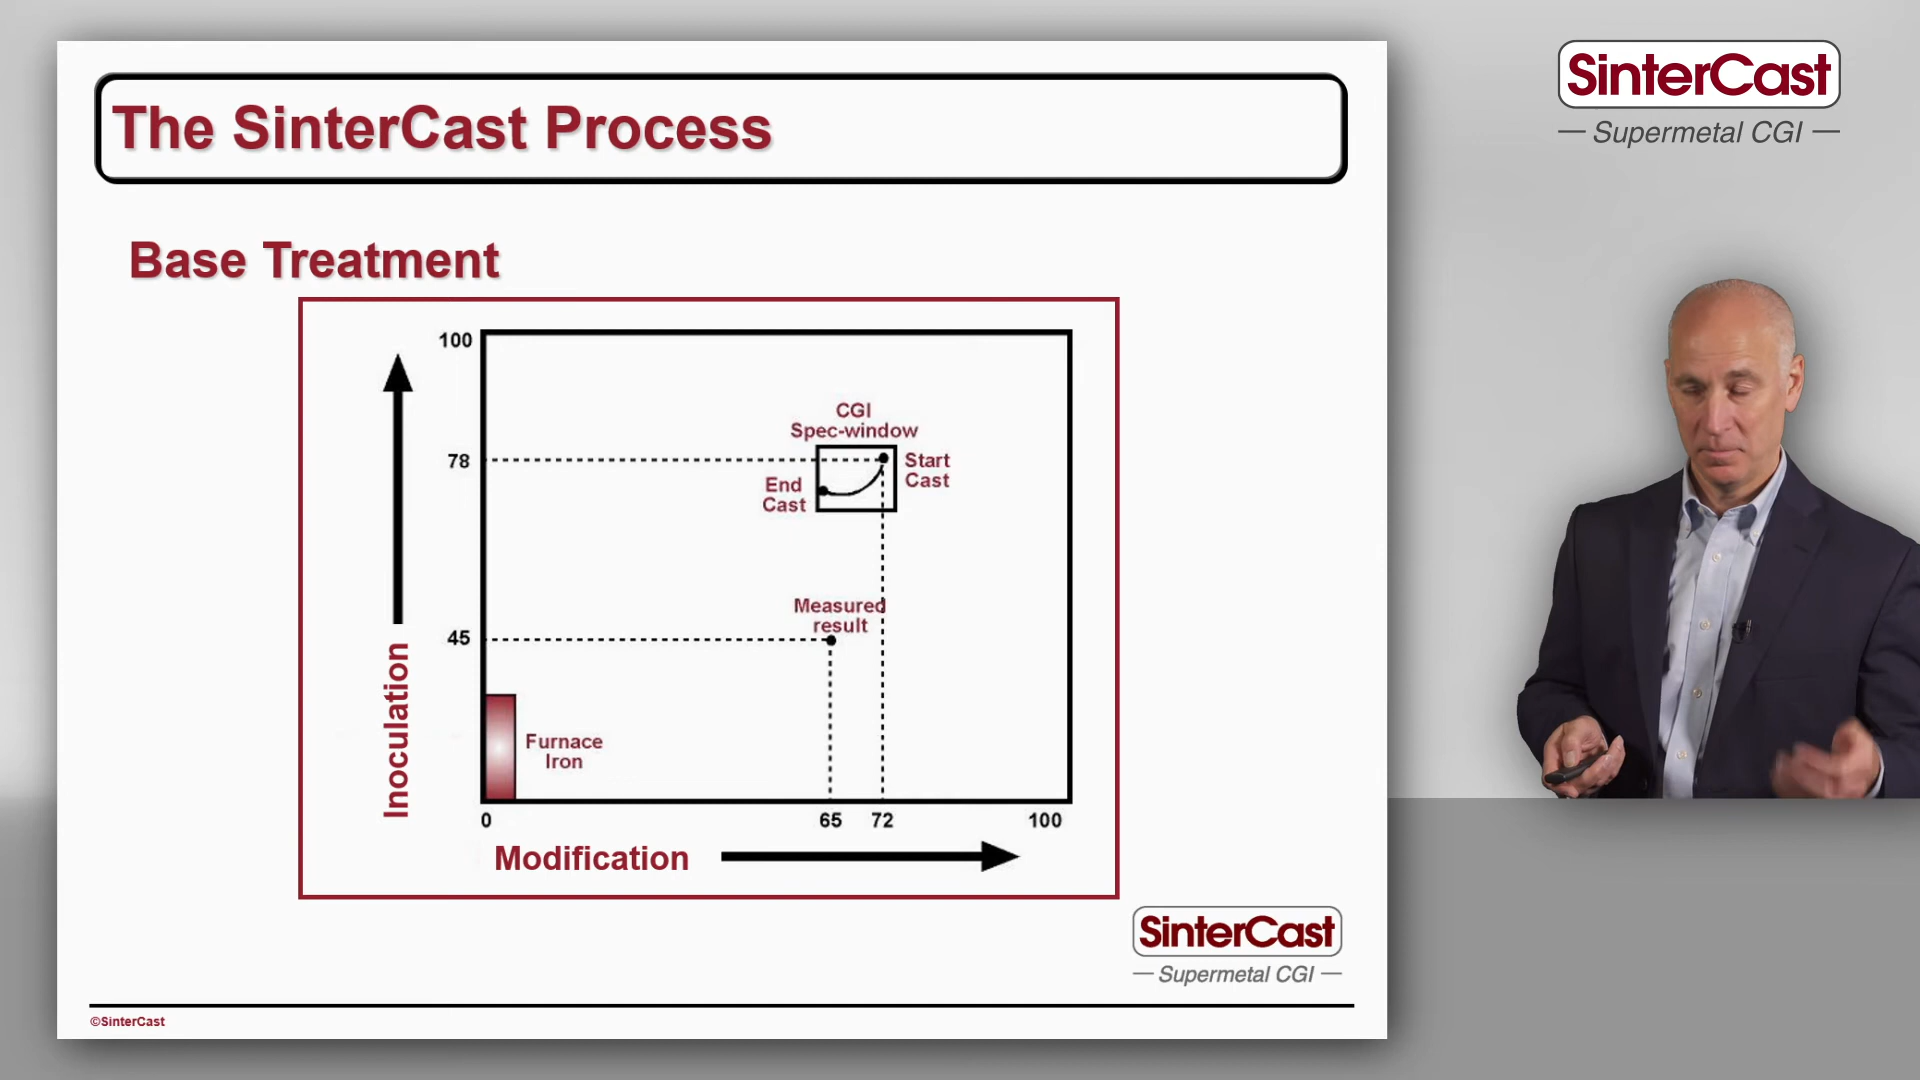 The SinterCast Process
SinterCast
Supermetal CGI
Base Treatment
100
CGI
Spec-window
78
Start
Cast
End
Cast
Measured
result
45
Inoculation
Furnace
Iron
0
65
72
100
Modification
SinterCast
Supermetal CGI
©SinterCast